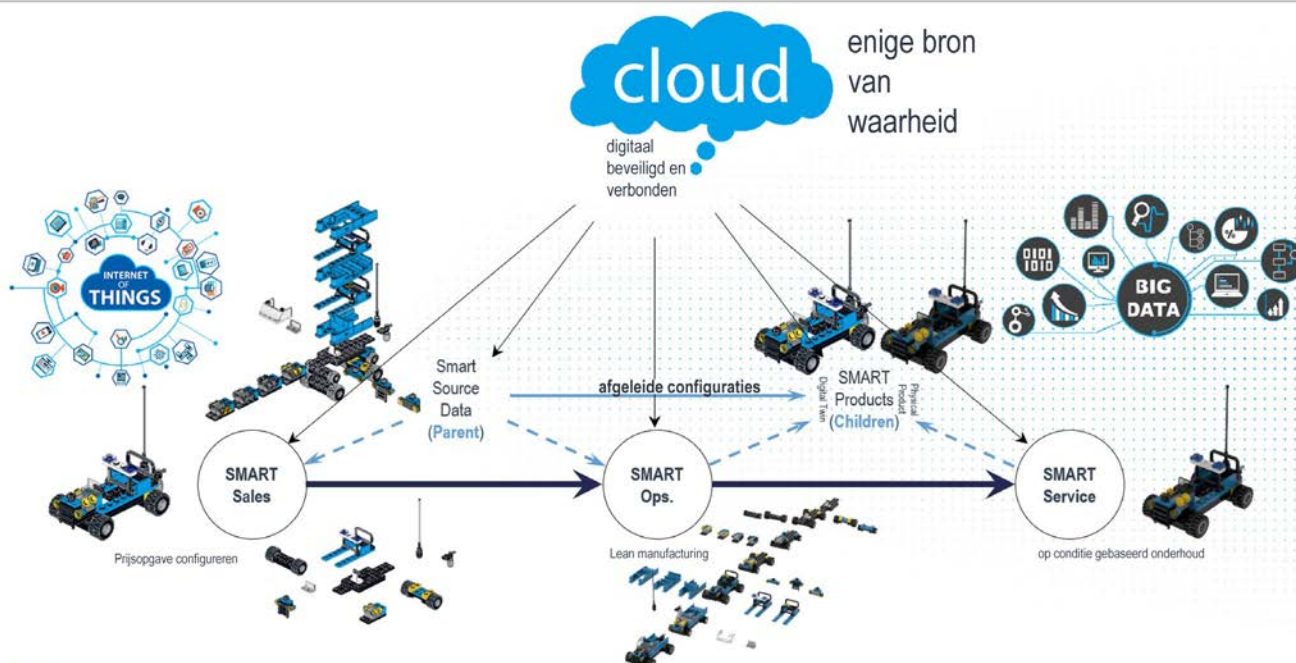 cloud
enige bron
van
waarheid
digitaal
beveiligd en
verbonden
INTERNET
OF
THINGS
0101
1010
%
BIG
DATA
Smart
Source
Data
(Parent)
afgeleide configuraties
Digital Twin
SMART
Products
(Children)
Physical
Product
SMART
Sales
SMART
Ops.
SMART
Service
Prijsopgave configureren
Lean manufacturing
op conditie gebaseerd onderhoud